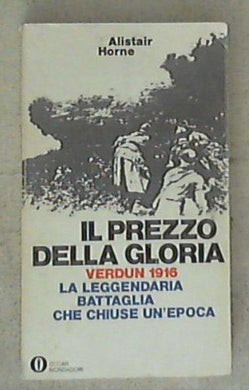 Alistair
Horne
IL PREZZO
DELLA GLORIA
VERDUN 1916
LA LEGGENDARIA
BATTAGLIA
CHE CHIUSE UN'EPOCA
OSCAR
MONDADORI